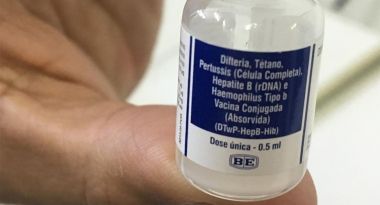 Difteria, Tétano,
Pertussis (Célula Completa),
Hepatite B (rDNA) e
Haemophilus Tipo b
Vacina Conjugada
(Absorvida)
(DTwP-HepB-Hib)
Dose única - 0.5 ml
BE